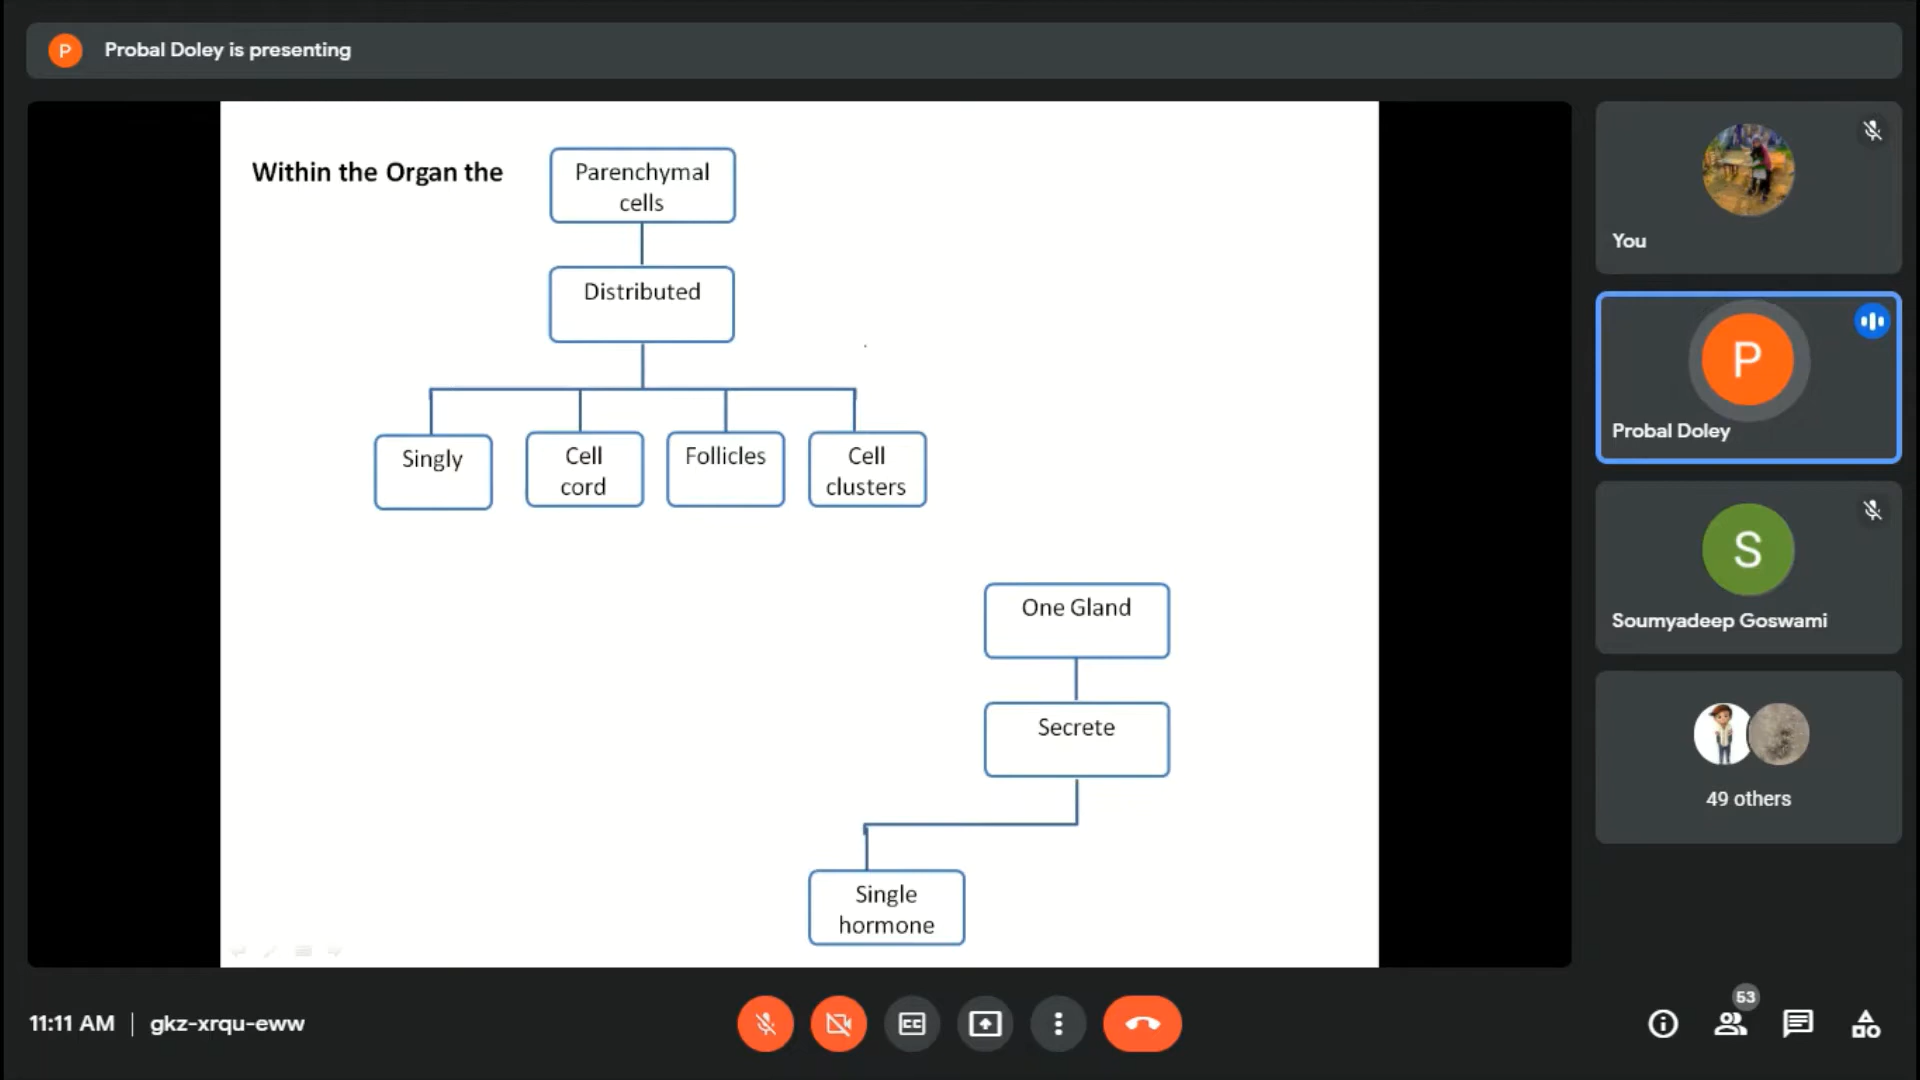 P Probal Doley is presenting
Within the Organ the
Parenchymal
cells
Distributed
Singly
Cell
cord
Follicles
Cell
clusters
One Gland
Secrete
Single
hormone
You
P
Probal Doley
S
Soumyadeep Goswami
49 others
11:11 AM | gkz-xrqu-eww
CC
53